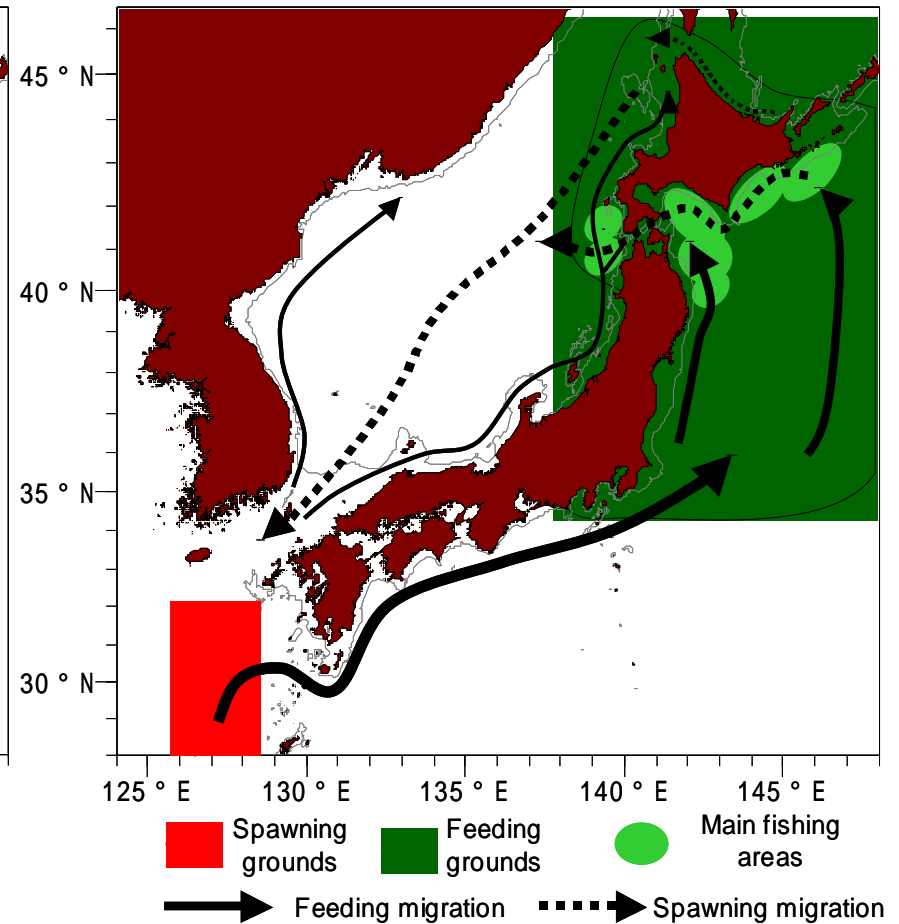 45 ° N
40 ° N
35 ° N
30 ° N
125 ° E 130 ° E 135 ° E 140 ° E 145 ° E
Spawning
grounds
Feeding
grounds
Main fishing
areas
Feeding migration
Spawning migration